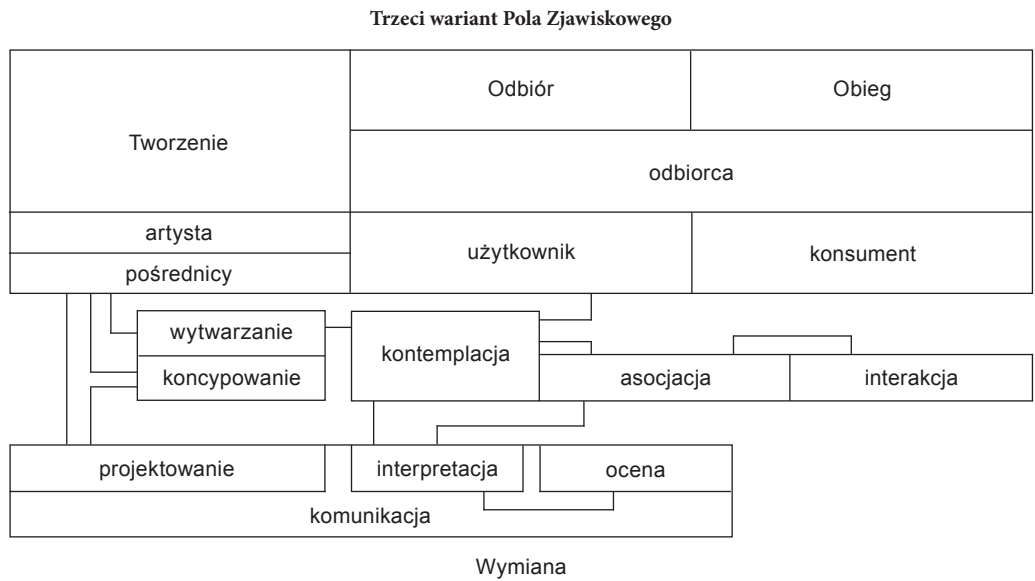 Trzeci wariant Pola Zjawiskowego
Tworzenie
Odbiór
Obieg
odbiorca
artysta
pośrednicy
użytkownik
konsument
wytwarzanie
koncypowanie
kontemplacja
asocjacja
interakcja
projektowanie
interpretacja
ocena
komunikacja
Wymiana